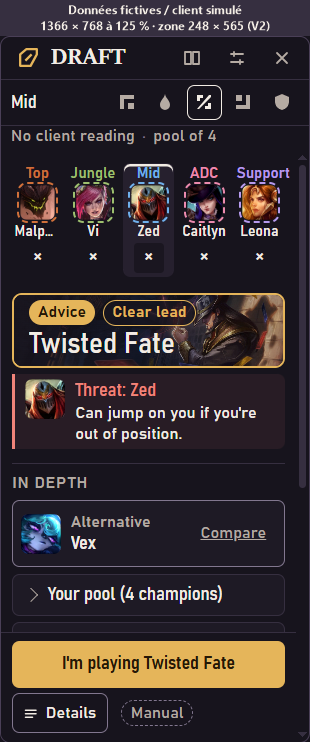 Données fictives / client simulé
1366 × 768 à 125 % · zone 248 × 565 (V2)
DRAFT
Mid
No client reading · pool of 4
Top Jungle Mid ADC Support
Malp... Vi Zed Caitlyn Leona
× × × × ×
Advice Clear lead
Twisted Fate
Threat: Zed
Can jump on you if you're
out of position.
IN DEPTH
Alternative
Vex
Compare
Your pool (4 champions)
I'm playing Twisted Fate
Details
Manual